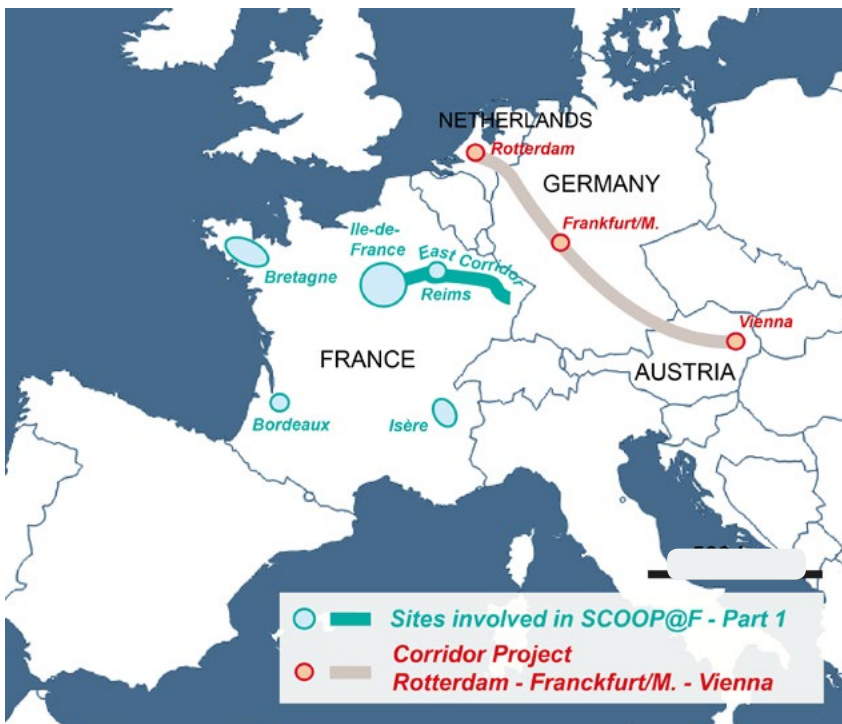 NETHERLANDS
Rotterdam
GERMANY
Ile-de-
France
East Corridor
Frankfurt/M.
Bretagne
Reims
Vienna
FRANCE
AUSTRIA
Bordeaux
Isère
Sites involved in SCOOP@F - Part 1
Corridor Project
Rotterdam - Franckfurt/M. - Vienna